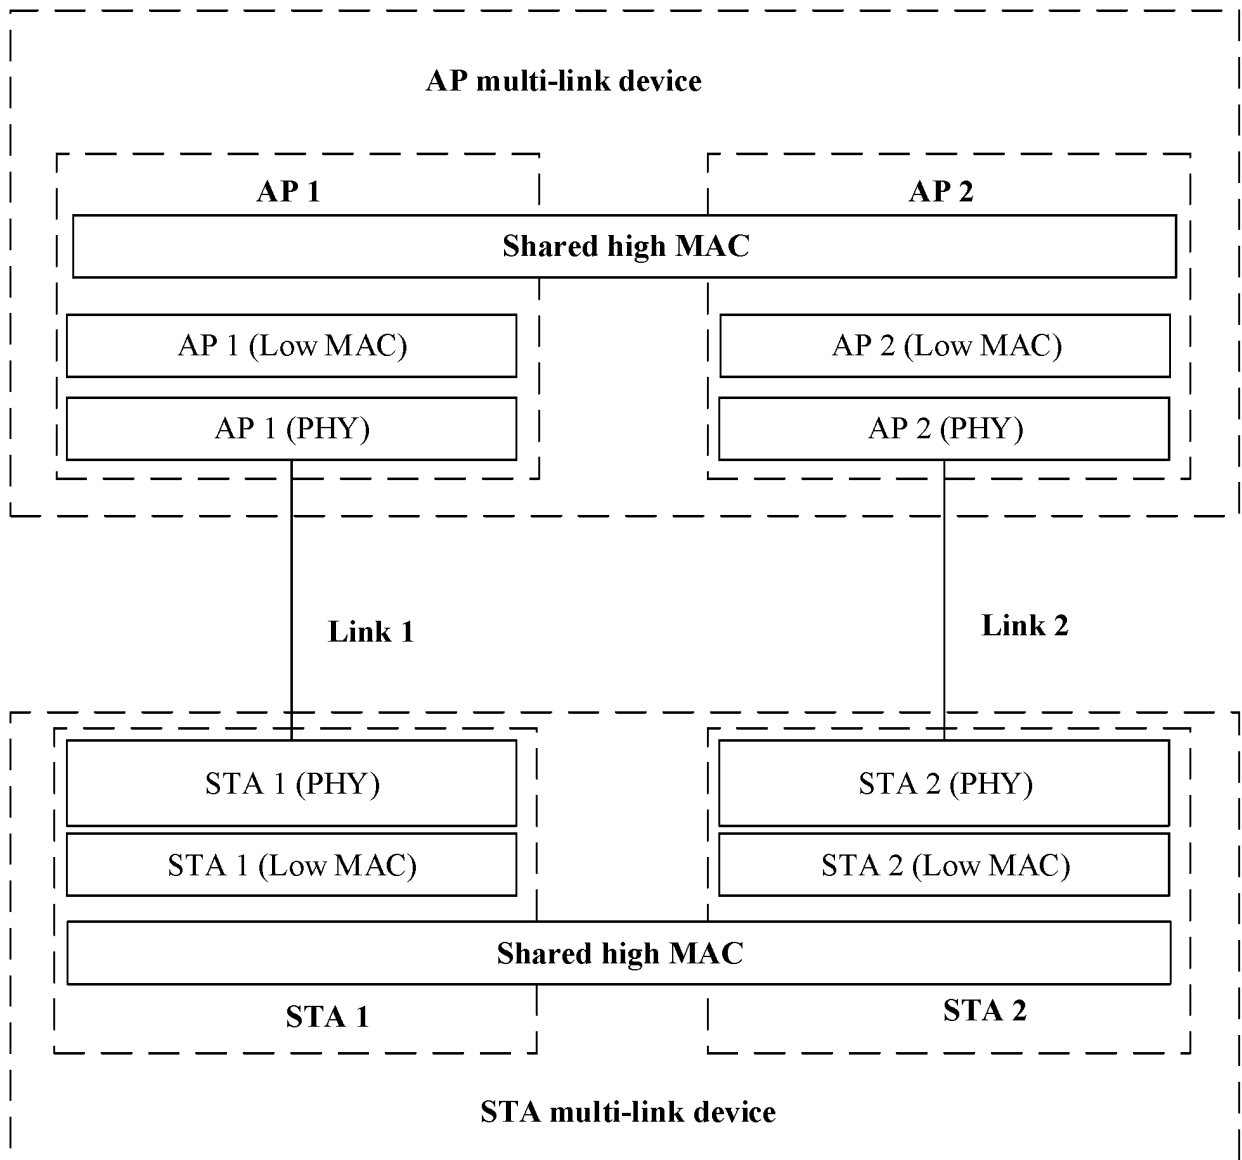 AP multi-link device
AP 1
AP 2
Shared high MAC
AP 1 (Low MAC)
AP 2 (Low MAC)
AP 1 (PHY)
AP 2 (PHY)
Link 1
Link 2
STA 1 (PHY)
STA 2 (PHY)
STA 1 (Low MAC)
STA 2 (Low MAC)
Shared high MAC
STA 1
STA 2
STA multi-link device